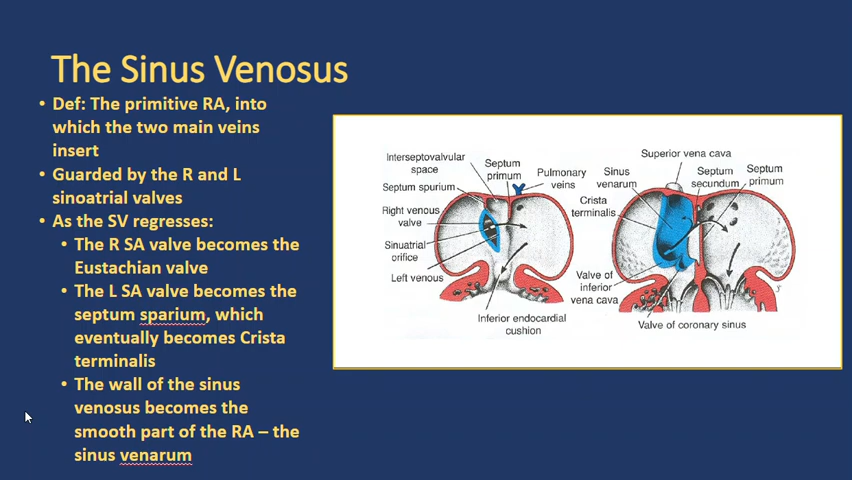 The Sinus Venosus
• Def: The primitive RA, into
which the two main veins
insert
• Guarded by the R and L
sinoatrial valves
• As the SV regresses:
• The R SA valve becomes the
Eustachian valve
• The L SA valve becomes the
septum sparium, which
eventually becomes Crista
terminalis
• The wall of the sinus
venosus becomes the
smooth part of the RA – the
sinus venarum
Interseptovalvular
space
Septum spurium
Right venous
valve
Sinuatrial
orifice
Left venous
Septum
primum
Pulmonary
veins
Inferior endocardial
cushion
Superior vena cava
Sinus
venarum
Septum
secundum
Septum
primum
Crista
terminalis
Valve of
inferior
vena cava
Valve of coronary sinus
S